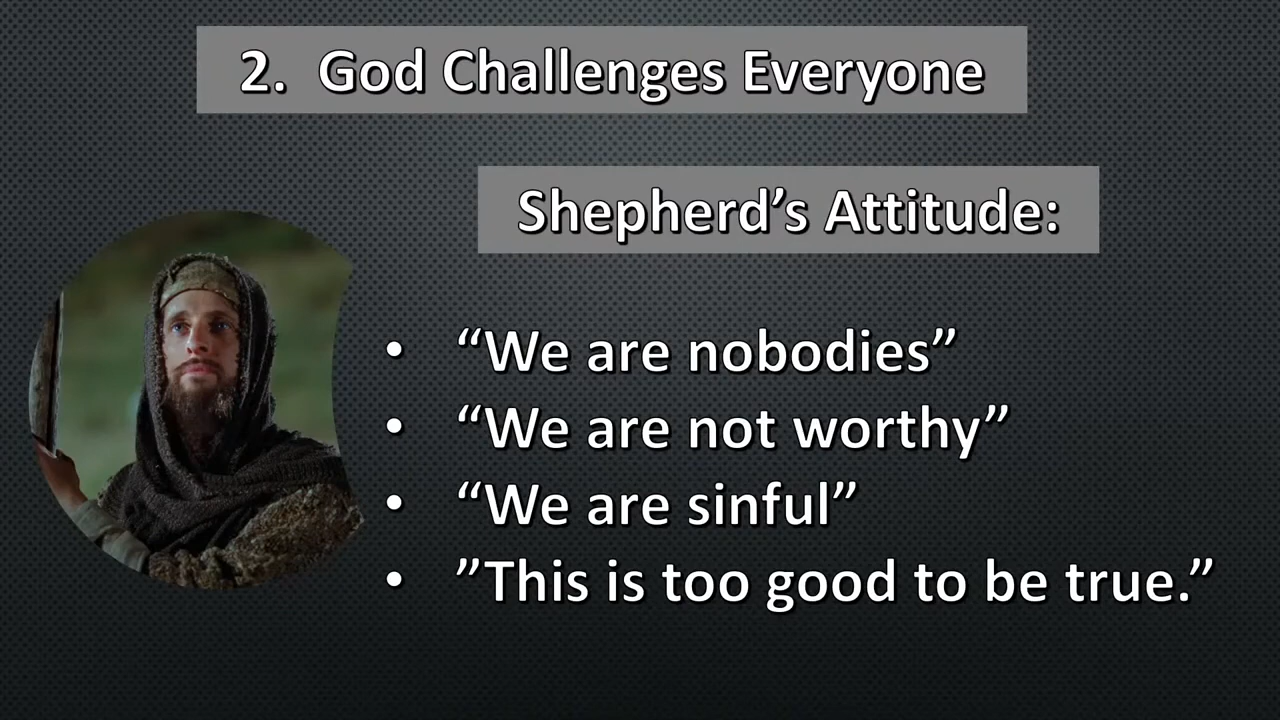 2. God Challenges Everyone
Shepherd’s Attitude:
• “We are nobodies”
• “We are not worthy”
• “We are sinful”
• ”This is too good to be true.”